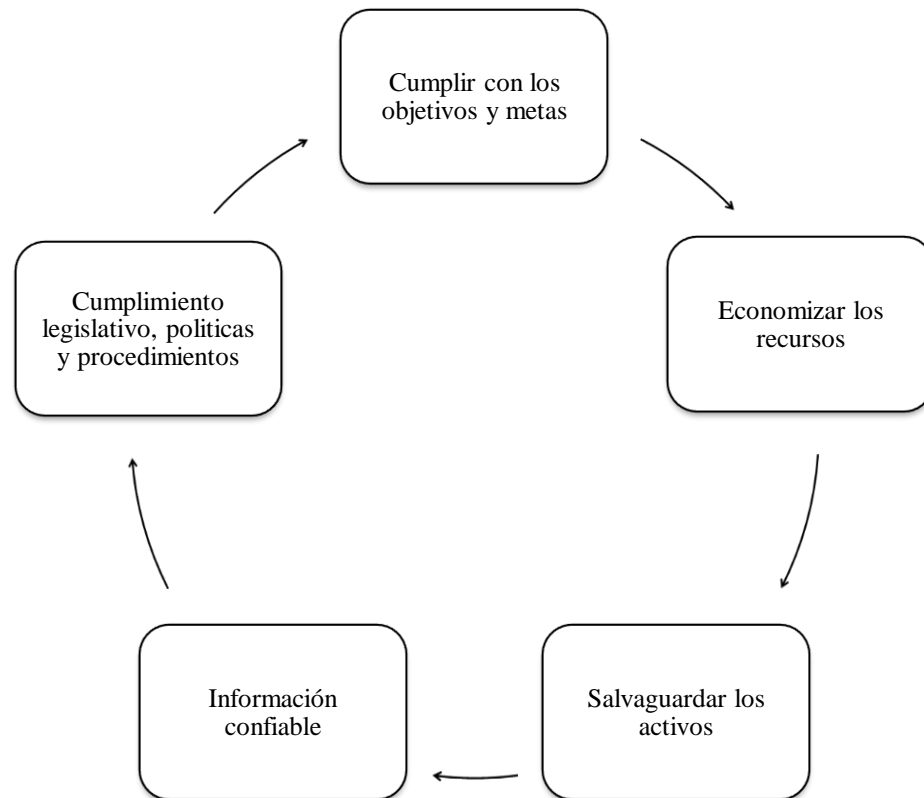 Cumplir con los
objetivos y metas
Economizar los
recursos
Salvaguardar los
activos
Información
confiable
Cumplimiento
legislativo, politicas
y procedimientos